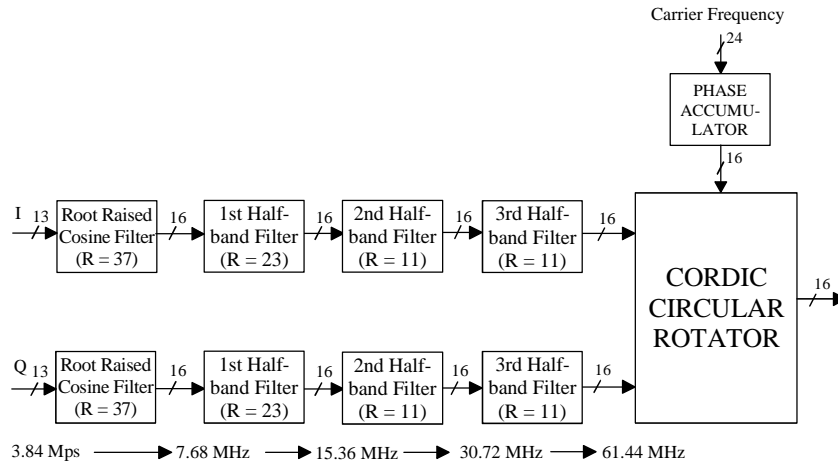 Carrier Frequency
24
PHASE
ACCUMU-
LATOR
16
I
13
Root Raised
Cosine Filter
(R = 37)
16
1st Half-
band Filter
(R = 23)
16
2nd Half-
band Filter
(R = 11)
16
3rd Half-
band Filter
(R = 11)
16
CORDIC
CIRCULAR
ROTATOR
16
Q
13
Root Raised
Cosine Filter
(R = 37)
16
1st Half-
band Filter
(R = 23)
16
2nd Half-
band Filter
(R = 11)
16
3rd Half-
band Filter
(R = 11)
16
3.84 Mps 7.68 MHz 15.36 MHz 30.72 MHz 61.44 MHz